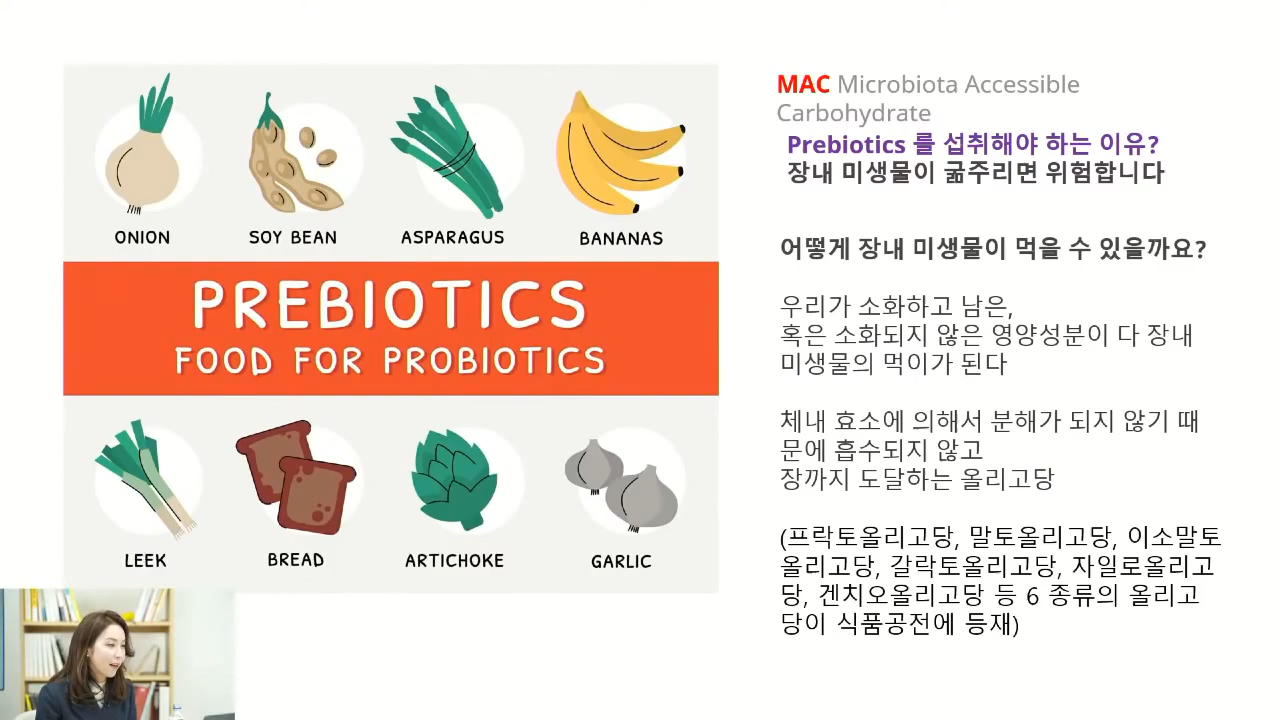 ONION
SOY BEAN
ASPARAGUS
BANANAS
PREBIOTICS
FOOD FOR PROBIOTICS
LEEK
BREAD
ARTICHOKE
GARLIC
MAC Microbiota Accessible
Carbohydrate
Prebiotics 를 섭취해야 하는 이유?
장내 미생물이 굶주리면 위험합니다
어떻게 장내 미생물이 먹을 수 있을까요?
우리가 소화하고 남은,
혹은 소화되지 않은 영양성분이 다 장내
미생물의 먹이가 된다
체내 효소에 의해서 분해가 되지 않기 때
문에 흡수되지 않고
장까지 도달하는 올리고당
(프락토올리고당, 말토올리고당, 이소말토
올리고당, 갈락토올리고당, 자일로올리고
당, 겐치오올리고당 등 6 종류의 올리고
당이 식품공전에 등재)